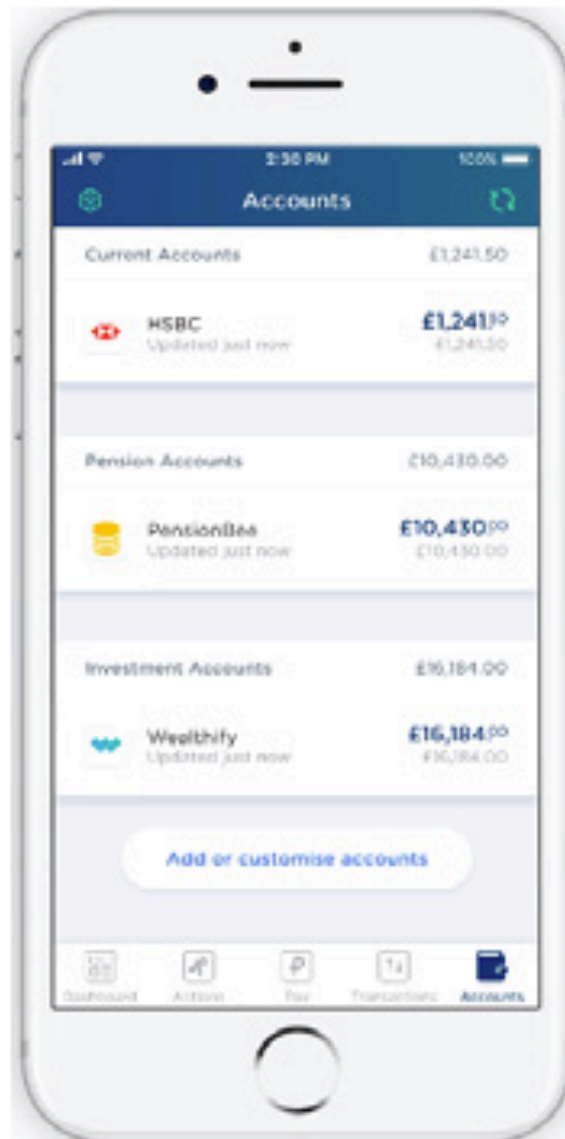 2:30 PM 100%
Accounts
Current Accounts £1,241.50
HSBC £1,241.50
Updated just now £1,241.50
Pension Accounts £10,430.00
PensionBee £10,430.00
Updated just now £10,430.00
Investment Accounts £16,184.00
Wealthify £16,184.00
Updated just now £16,184.00
Add or customise accounts
Dashboard Actions Pay Transactions Accounts